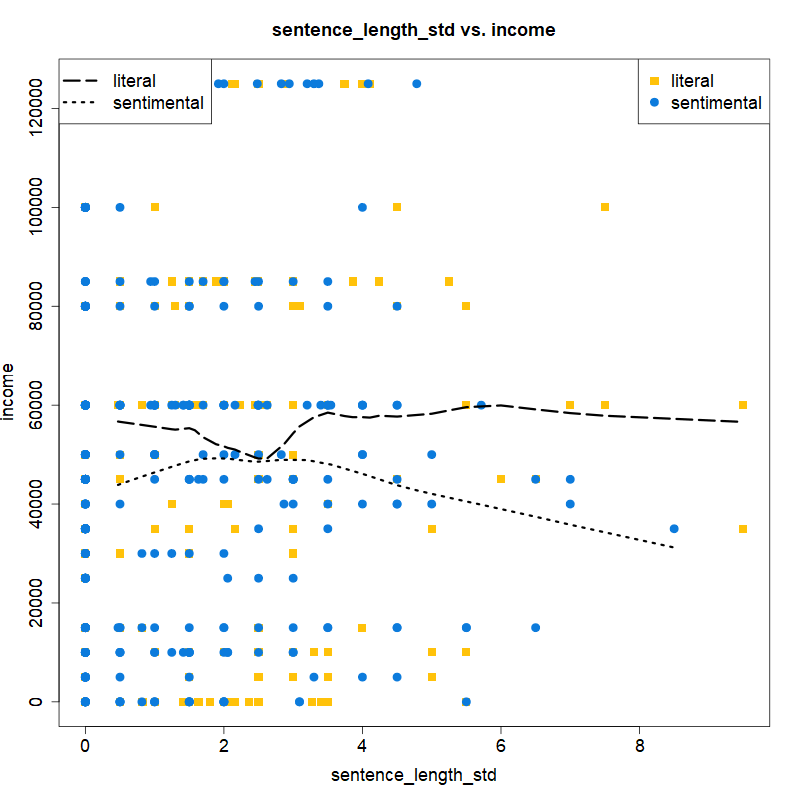 sentence_length_std vs. income
literal
sentimental
literal
sentimental
income
120000
100000
80000
60000
40000
20000
0
0 2 4 6 8
sentence_length_std